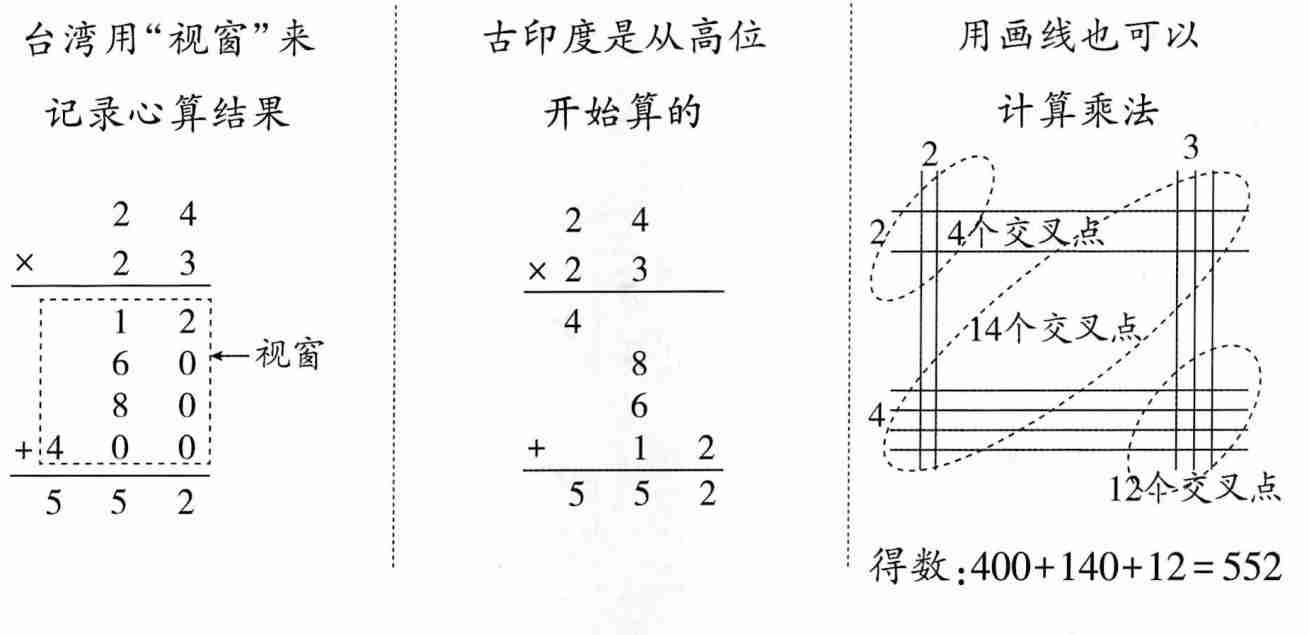 台湾用“视窗”来
记录心算结果
2 4
× 2 3
1 2
6 0
8 0
+ 4 0 0
5 5 2
视窗
古印度是从高位
开始算的
2 4
× 2 3
4
8
6
+ 1 2
5 5 2
用画线也可以
计算乘法
2 3
2 4个交叉点
14个交叉点
4
12个交叉点
得数:400+140+12=552